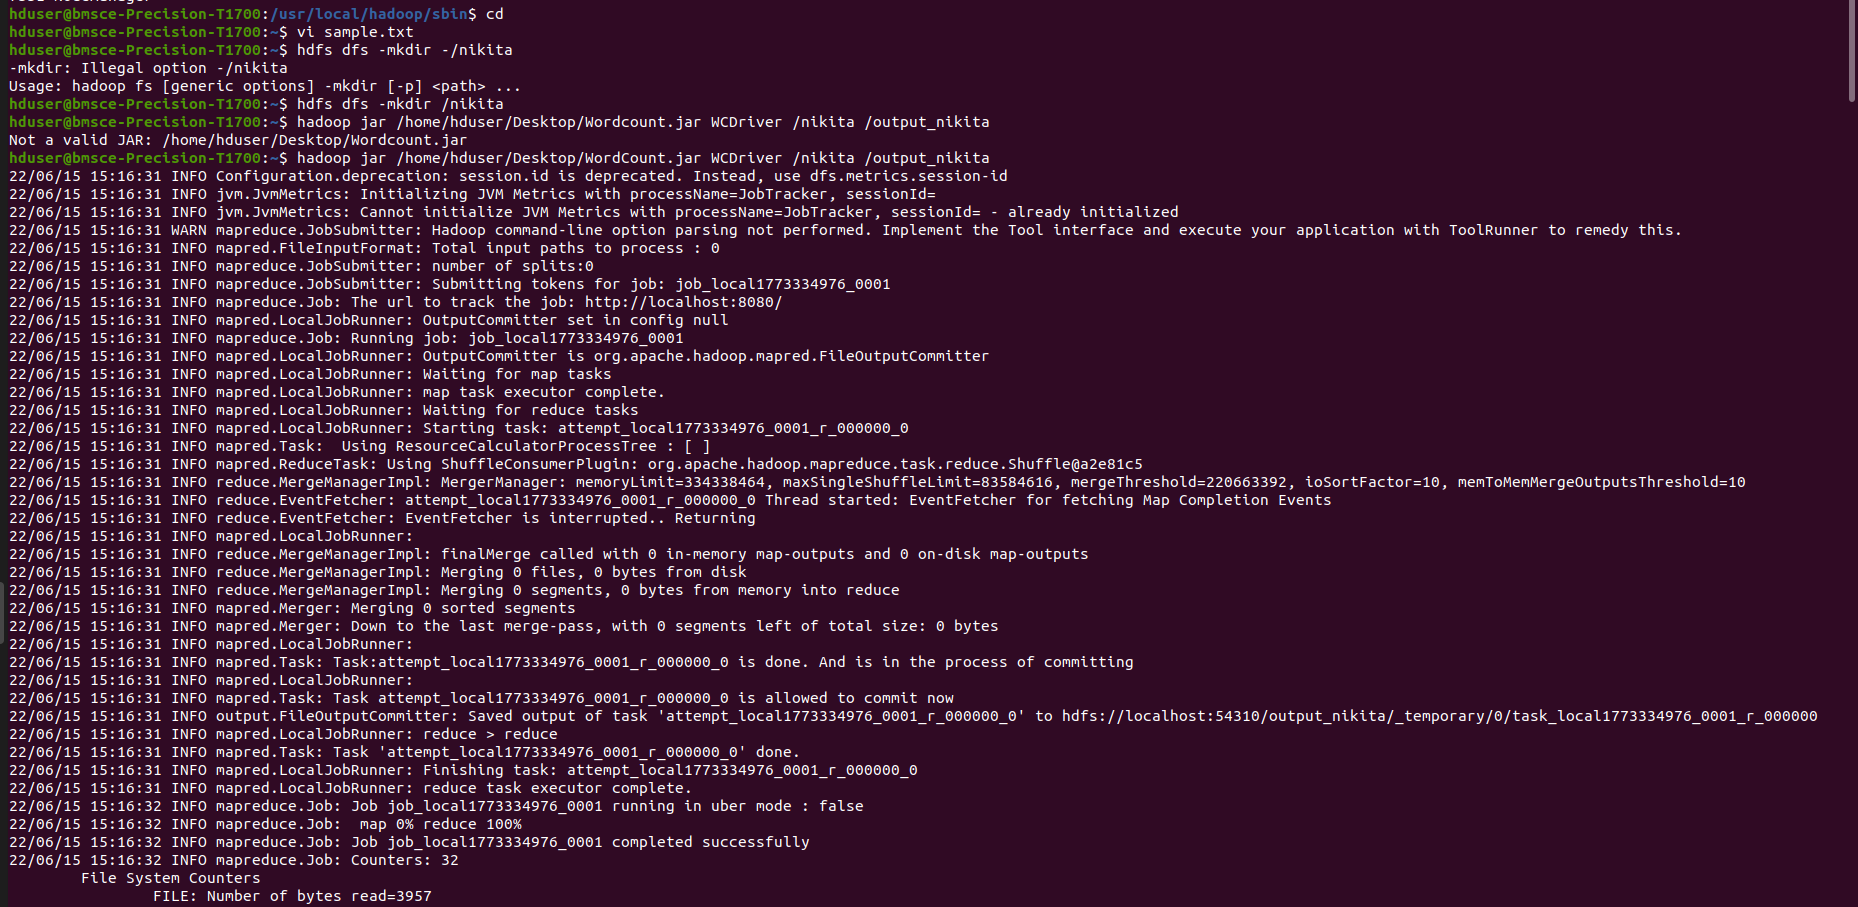 hduser@bmsce-Precision-T1700:/usr/local/hadoop/sbin$ cd
hduser@bmsce-Precision-T1700:~$ vi sample.txt
hduser@bmsce-Precision-T1700:~$ hdfs dfs -mkdir -/nikita
-mkdir: Illegal option -/nikita
Usage: hadoop fs [generic options] -mkdir [-p] <path> ...
hduser@bmsce-Precision-T1700:~$ hdfs dfs -mkdir /nikita
hduser@bmsce-Precision-T1700:~$ hadoop jar /home/hduser/Desktop/Wordcount.jar WCDriver /nikita /output_nikita
Not a valid JAR: /home/hduser/Desktop/Wordcount.jar
hduser@bmsce-Precision-T1700:~$ hadoop jar /home/hduser/Desktop/WordCount.jar WCDriver /nikita /output_nikita
22/06/15 15:16:31 INFO Configuration.deprecation: session.id is deprecated. Instead, use dfs.metrics.session-id
22/06/15 15:16:31 INFO jvm.JvmMetrics: Initializing JVM Metrics with processName=JobTracker, sessionId=
22/06/15 15:16:31 INFO jvm.JvmMetrics: Cannot initialize JVM Metrics with processName=JobTracker, sessionId= - already initialized
22/06/15 15:16:31 WARN mapreduce.JobSubmitter: Hadoop command-line option parsing not performed. Implement the Tool interface and execute your application with ToolRunner to remedy this.
22/06/15 15:16:31 INFO mapred.FileInputFormat: Total input paths to process : 0
22/06/15 15:16:31 INFO mapreduce.JobSubmitter: number of splits:0
22/06/15 15:16:31 INFO mapreduce.JobSubmitter: Submitting tokens for job: job_local1773334976_0001
22/06/15 15:16:31 INFO mapreduce.Job: The url to track the job: http://localhost:8080/
22/06/15 15:16:31 INFO mapred.LocalJobRunner: OutputCommitter set in config null
22/06/15 15:16:31 INFO mapreduce.Job: Running job: job_local1773334976_0001
22/06/15 15:16:31 INFO mapred.LocalJobRunner: OutputCommitter is org.apache.hadoop.mapred.FileOutputCommitter
22/06/15 15:16:31 INFO mapred.LocalJobRunner: Waiting for map tasks
22/06/15 15:16:31 INFO mapred.LocalJobRunner: map task executor complete.
22/06/15 15:16:31 INFO mapred.LocalJobRunner: Waiting for reduce tasks
22/06/15 15:16:31 INFO mapred.LocalJobRunner: Starting task: attempt_local1773334976_0001_r_000000_0
22/06/15 15:16:31 INFO mapred.Task:  Using ResourceCalculatorProcessTree : [ ]
22/06/15 15:16:31 INFO mapred.ReduceTask: Using ShuffleConsumerPlugin: org.apache.hadoop.mapreduce.task.reduce.Shuffle@a2e81c5
22/06/15 15:16:31 INFO reduce.MergeManagerImpl: MergerManager: memoryLimit=334338464, maxSingleShuffleLimit=83584616, mergeThreshold=220663392, ioSortFactor=10, memToMemMergeOutputsThreshold=10
22/06/15 15:16:31 INFO reduce.EventFetcher: attempt_local1773334976_0001_r_000000_0 Thread started: EventFetcher for fetching Map Completion Events
22/06/15 15:16:31 INFO reduce.EventFetcher: EventFetcher is interrupted.. Returning
22/06/15 15:16:31 INFO mapred.LocalJobRunner:
22/06/15 15:16:31 INFO reduce.MergeManagerImpl: finalMerge called with 0 in-memory map-outputs and 0 on-disk map-outputs
22/06/15 15:16:31 INFO reduce.MergeManagerImpl: Merging 0 files, 0 bytes from disk
22/06/15 15:16:31 INFO reduce.MergeManagerImpl: Merging 0 segments, 0 bytes from memory into reduce
22/06/15 15:16:31 INFO mapred.Merger: Merging 0 sorted segments
22/06/15 15:16:31 INFO mapred.Merger: Down to the last merge-pass, with 0 segments left of total size: 0 bytes
22/06/15 15:16:31 INFO mapred.LocalJobRunner:
22/06/15 15:16:31 INFO mapred.Task: Task:attempt_local1773334976_0001_r_000000_0 is done. And is in the process of committing
22/06/15 15:16:31 INFO mapred.LocalJobRunner:
22/06/15 15:16:31 INFO mapred.Task: Task attempt_local1773334976_0001_r_000000_0 is allowed to commit now
22/06/15 15:16:31 INFO output.FileOutputCommitter: Saved output of task 'attempt_local1773334976_0001_r_000000_0' to hdfs://localhost:54310/output_nikita/_temporary/0/task_local1773334976_0001_r_000000
22/06/15 15:16:31 INFO mapred.LocalJobRunner: reduce > reduce
22/06/15 15:16:31 INFO mapred.Task: Task 'attempt_local1773334976_0001_r_000000_0' done.
22/06/15 15:16:31 INFO mapred.LocalJobRunner: Finishing task: attempt_local1773334976_0001_r_000000_0
22/06/15 15:16:31 INFO mapred.LocalJobRunner: reduce task executor complete.
22/06/15 15:16:32 INFO mapreduce.Job: Job job_local1773334976_0001 running in uber mode : false
22/06/15 15:16:32 INFO mapreduce.Job:  map 0% reduce 100%
22/06/15 15:16:32 INFO mapreduce.Job: Job job_local1773334976_0001 completed successfully
22/06/15 15:16:32 INFO mapreduce.Job: Counters: 32
File System Counters
FILE: Number of bytes read=3957